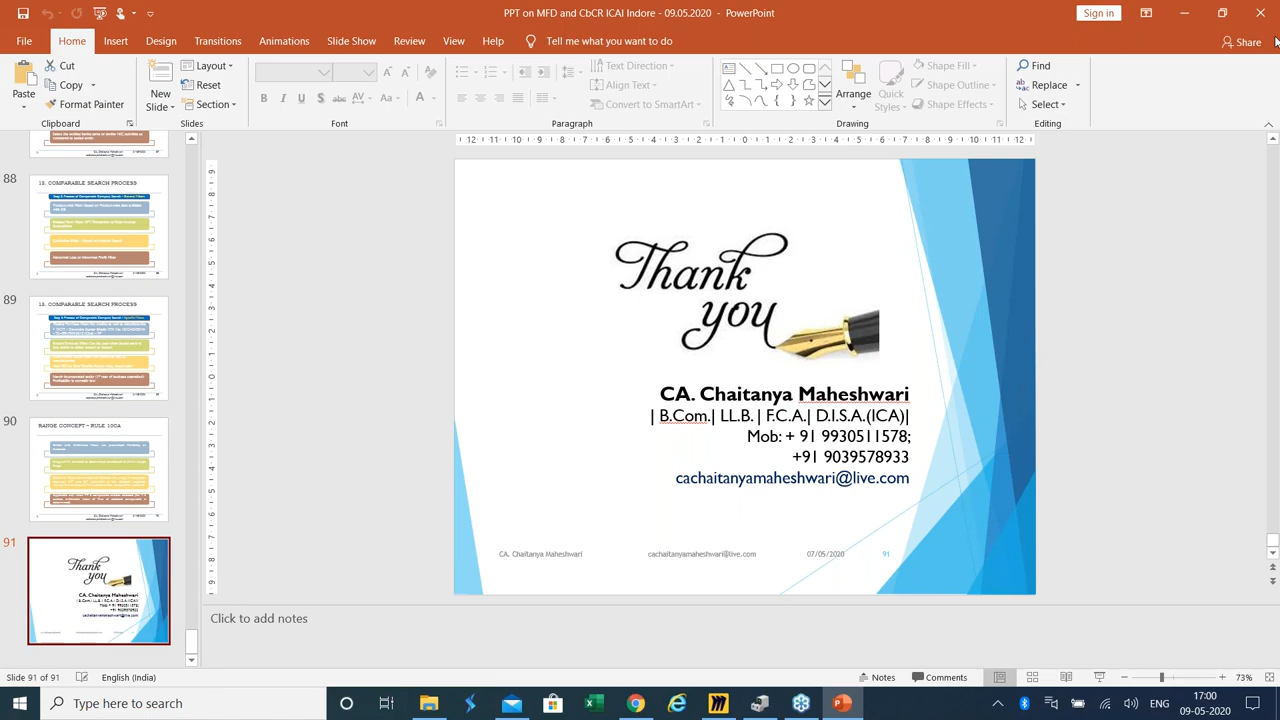 PPT on MFD and CbCR ICAI Indore - 09.05.2020 - PowerPoint
Sign in
File Home Insert Design Transitions Animations Slide Show Review View Help Tell me what you want to do
Share
Paste
Cut
Copy
Format Painter
Clipboard
New Slide
Layout
Reset
Section
Slides
Font
Text Direction
Align Text
Convert to SmartArt
Paragraph
Arrange
Quick Styles
Shape Fill
Shape Outline
Shape Effects
Drawing
Find
Replace
Select
Editing
88
13. COMPARABLE SEARCH PROCESS
89
13. COMPARABLE SEARCH PROCESS
RANGE CONCEPT – RULE 10CA
91
Thank
you
CA. Chaitanya Maheshwari
| B.Com.| LL.B. | F.C.A.| D.I.S.A.(ICA)|
Mob: + 91 9930511578;
+91 9039578933
cachaitanyamaheshwari@live.com
CA. Chaitanya Maheshwari cachaitanyamaheshwari@live.com 07/05/2020 91
Click to add notes
Slide 91 of 91 English (India) Notes Comments 73%
Type here to search
ENG
17:00
09-05-2020